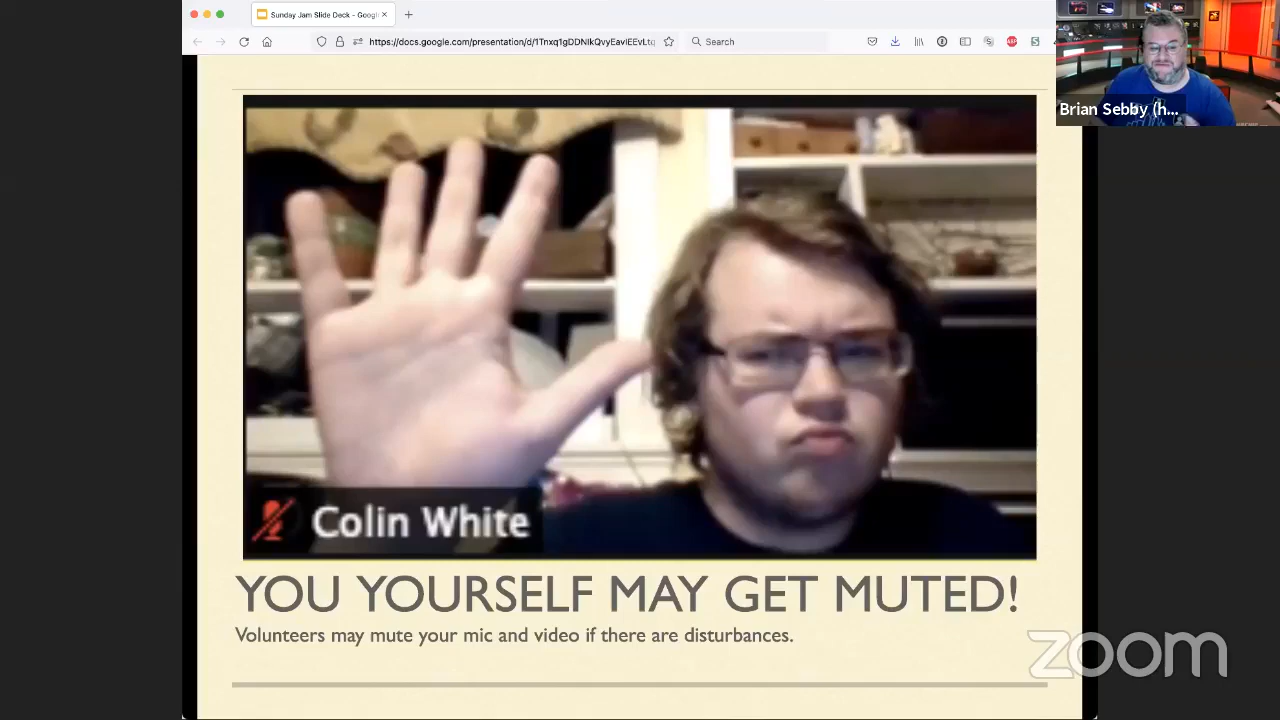 Sunday Jam Slide Deck - Googl
https://docs.google.com/presentation/d/1Tnxq1gDDNIkQvyEavIEEvLtq
Search
Brian Sebby (h...
Colin White
YOU YOURSELF MAY GET MUTED!
Volunteers may mute your mic and video if there are disturbances.
zoom